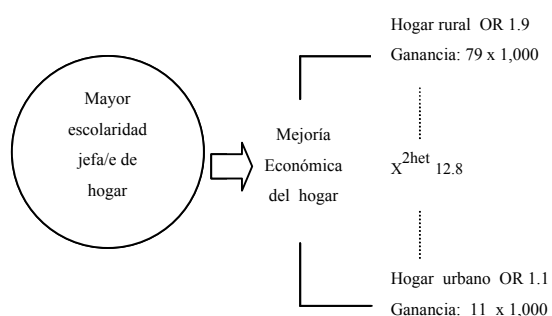 Mayor
escolaridad
jefa/e de
hogar
Mejoría
Económica
del hogar
Hogar rural OR 1.9
Ganancia: 79 x 1,000
X2het 12.8
Hogar urbano OR 1.1
Ganancia: 11 x 1,000